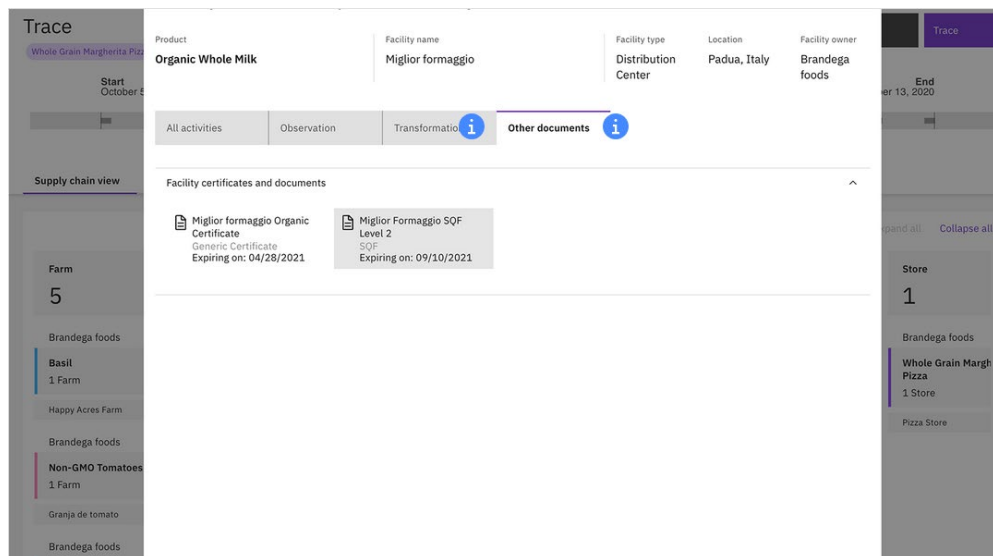 Trace
Trace
Whole Grain Margherita Pizz
Start
October 5
End
er 13, 2020
Supply chain view
pand all
Collapse all
Farm
5
Brandega foods
Basil
1 Farm
Happy Acres Farm
Brandega foods
Non-GMO Tomatoes
1 Farm
Granja de tomato
Brandega foods
Product
Organic Whole Milk
Facility name
Miglior formaggio
Facility type
Distribution
Center
Location
Padua, Italy
Facility owner
Brandega
foods
All activities
Observation
Transformatio
Other documents
Facility certificates and documents
Miglior formaggio Organic
Certificate
Generic Certificate
Expiring on: 04/28/2021
Miglior Formaggio SQF
Level 2
SQF
Expiring on: 09/10/2021
Store
1
Brandega foods
Whole Grain Margh
Pizza
1 Store
Pizza Store